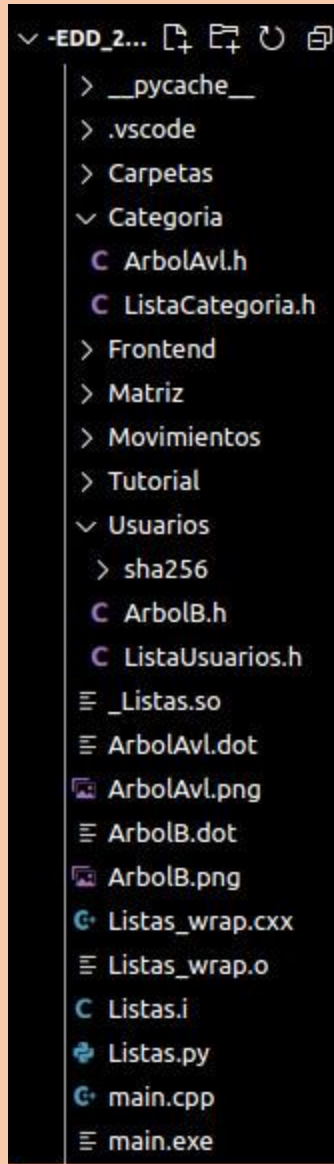 -EDD_2...
__pycache__
.vscode
Carpetas
Categoria
ArbolAvl.h
ListaCategoria.h
Frontend
Matriz
Movimientos
Tutorial
Usuarios
sha256
ArbolB.h
ListaUsuarios.h
_Listas.so
ArbolAvl.dot
ArbolAvl.png
ArbolB.dot
ArbolB.png
Listas_wrap.cxx
Listas_wrap.o
Listas.i
Listas.py
main.cpp
main.exe